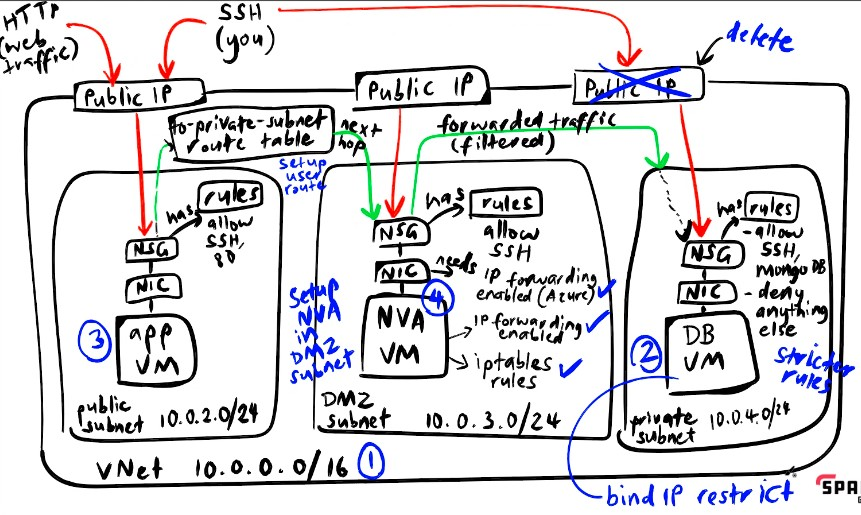 HTTP
(web
traffic)
SSH
(you)
delete
Public IP
Public IP
Public IP
to-private-subnet
route table
next
hop
forwarded traffic
(filtered)
setup
user
route
has
rules
allow
SSH,
80
NSG
NIC
3
app
VM
public
subnet
10.0.2.0/24
has
rules
allow
SSH
NSG
NIC
needs
IP forwarding
enabled (Azure)
4
setup
NVA
in
DMZ
subnet
NVA
VM
IP forwarding
enabled
iptables
rules
DMZ
subnet
10.0.3.0/24
has
rules
- allow
SSH,
mongoDB
- deny
anything
else
NSG
NIC
2
DB
VM
stricter
rules
private
subnet
10.0.4.0/24
vNet 10.0.0.0/16
1
bind IP restrict
SPA